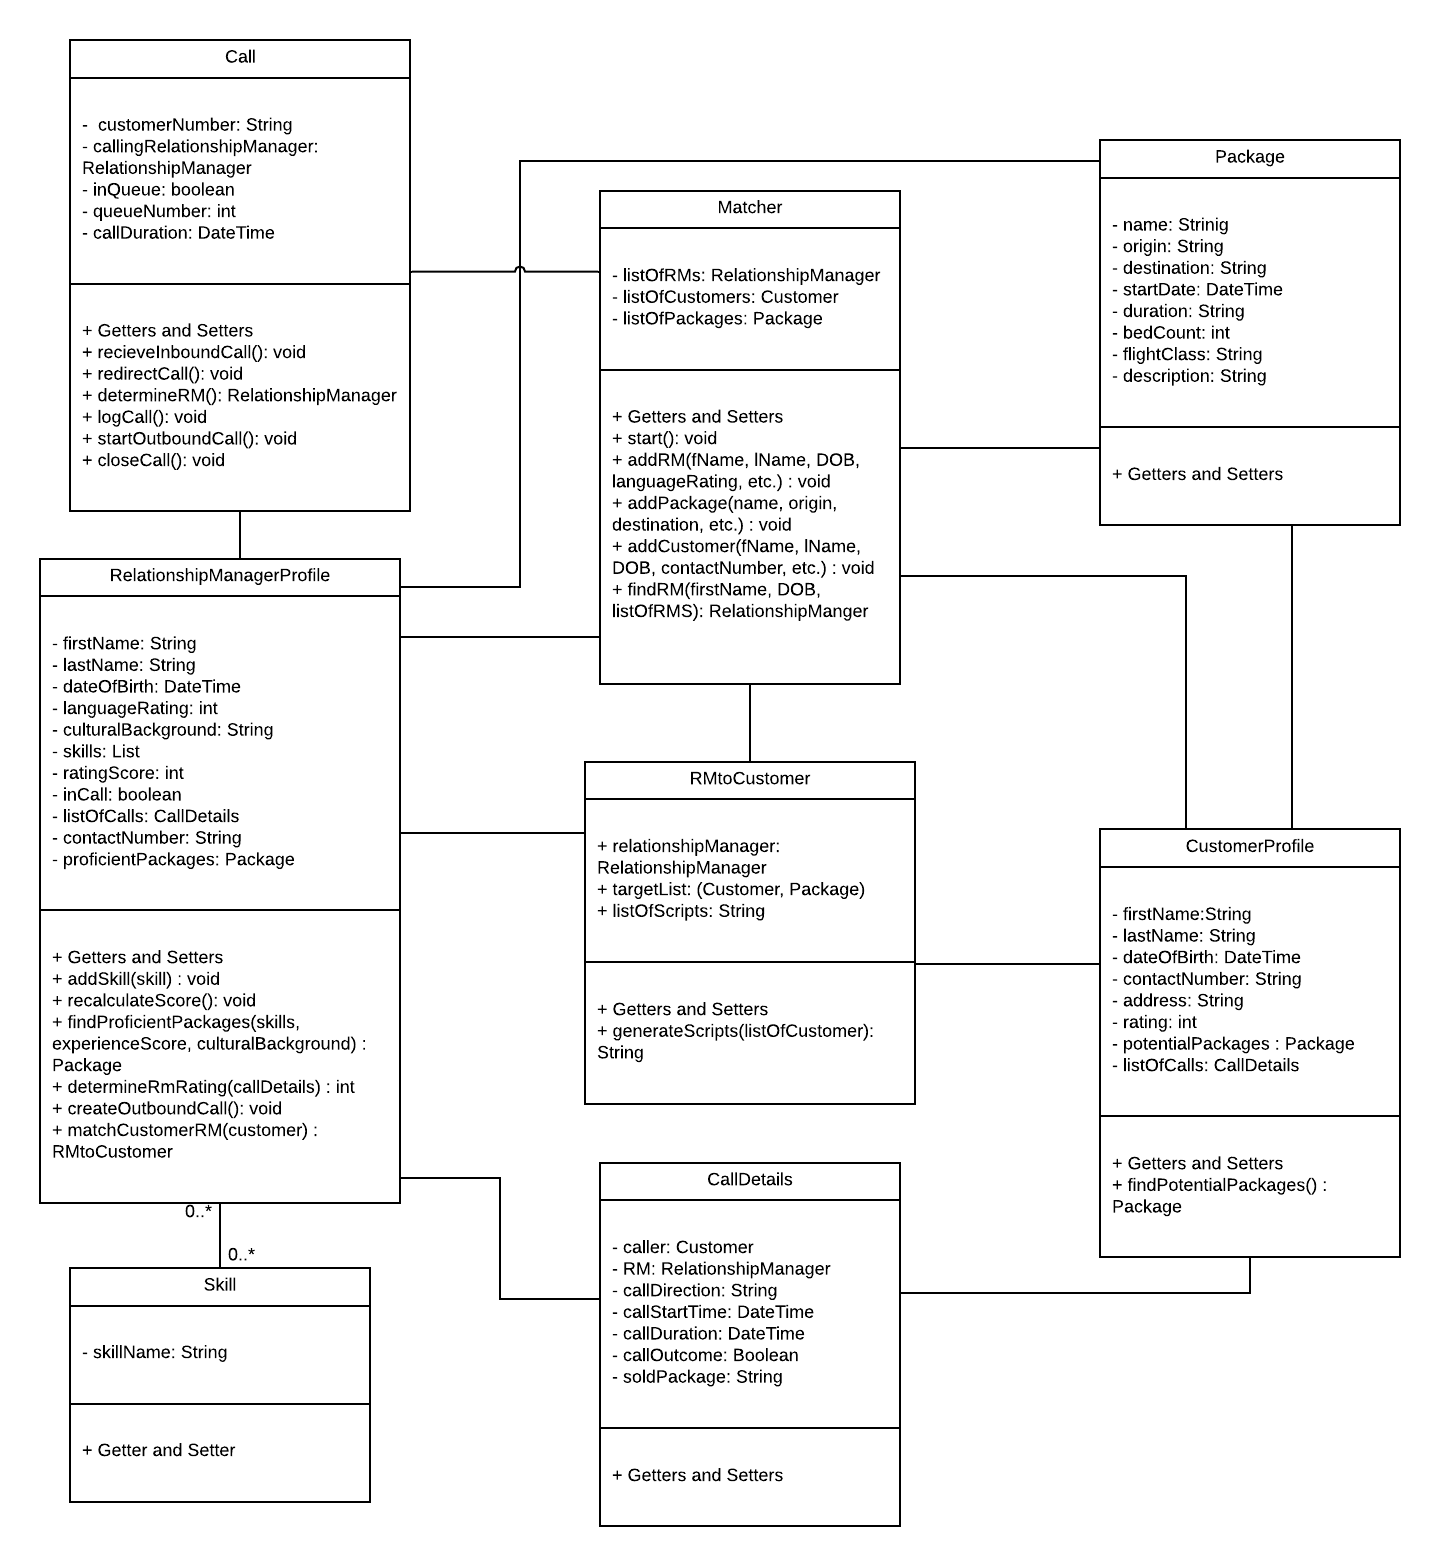 Call
-  customerNumber: String
- callingRelationshipManager:
RelationshipManager
- inQueue: boolean
- queueNumber: int
- callDuration: DateTime
+ Getters and Setters
+ recieveInboundCall(): void
+ redirectCall(): void
+ determineRM(): RelationshipManager
+ logCall(): void
+ startOutboundCall(): void
+ closeCall(): void
Matcher
- listOfRMs: RelationshipManager
- listOfCustomers: Customer
- listOfPackages: Package
+ Getters and Setters
+ start(): void
+ addRM(fName, lName, DOB,
languageRating, etc.) : void
+ addPackage(name, origin,
destination, etc.) : void
+ addCustomer(fName, lName,
DOB, contactNumber, etc.) : void
+ findRM(firstName, DOB,
listOfRMS): RelationshipManger
Package
- name: Strinig
- origin: String
- destination: String
- startDate: DateTime
- duration: String
- bedCount: int
- flightClass: String
- description: String
+ Getters and Setters
RelationshipManagerProfile
- firstName: String
- lastName: String
- dateOfBirth: DateTime
- languageRating: int
- culturalBackground: String
- skills: List
- ratingScore: int
- inCall: boolean
- listOfCalls: CallDetails
- contactNumber: String
- proficientPackages: Package
+ Getters and Setters
+ addSkill(skill) : void
+ recalculateScore(): void
+ findProficientPackages(skills,
experienceScore, culturalBackground) :
Package
+ determineRmRating(callDetails) : int
+ createOutboundCall(): void
+ matchCustomerRM(customer) :
RMtoCustomer
RMtoCustomer
+ relationshipManager:
RelationshipManager
+ targetList: (Customer, Package)
+ listOfScripts: String
+ Getters and Setters
+ generateScripts(listOfCustomer):
String
CustomerProfile
- firstName:String
- lastName: String
- dateOfBirth: DateTime
- contactNumber: String
- address: String
- rating: int
- potentialPackages : Package
- listOfCalls: CallDetails
+ Getters and Setters
+ findPotentialPackages() :
Package
0..*
0..*
Skill
- skillName: String
+ Getter and Setter
CallDetails
- caller: Customer
- RM: RelationshipManager
- callDirection: String
- callStartTime: DateTime
- callDuration: DateTime
- callOutcome: Boolean
- soldPackage: String
+ Getters and Setters